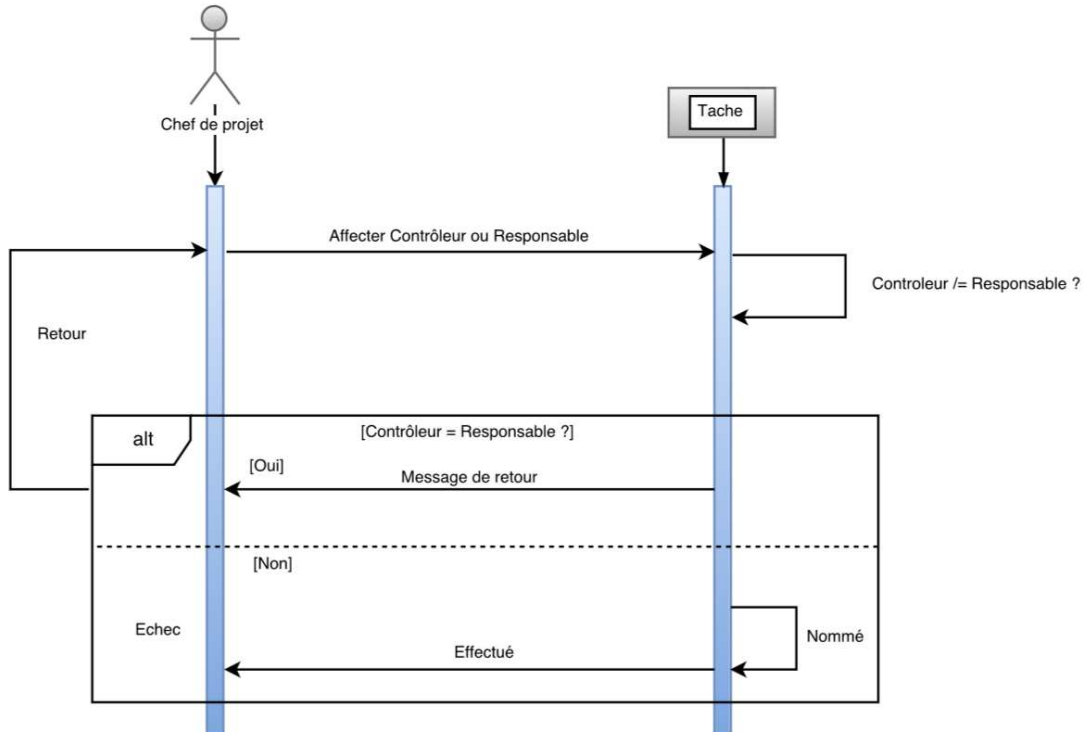 Chef de projet
Tache
Affecter Contrôleur ou Responsable
Controleur /= Responsable ?
Retour
alt
[Contrôleur = Responsable ?]
[Oui]
Message de retour
[Non]
Echec
Nommé
Effectué